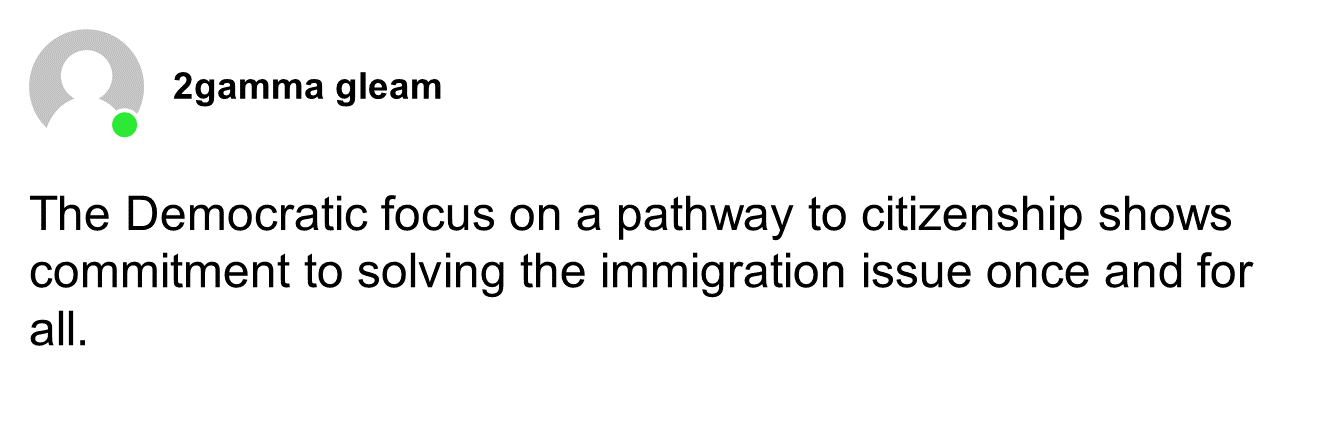 2gamma gleam
The Democratic focus on a pathway to citizenship shows
commitment to solving the immigration issue once and for
all.